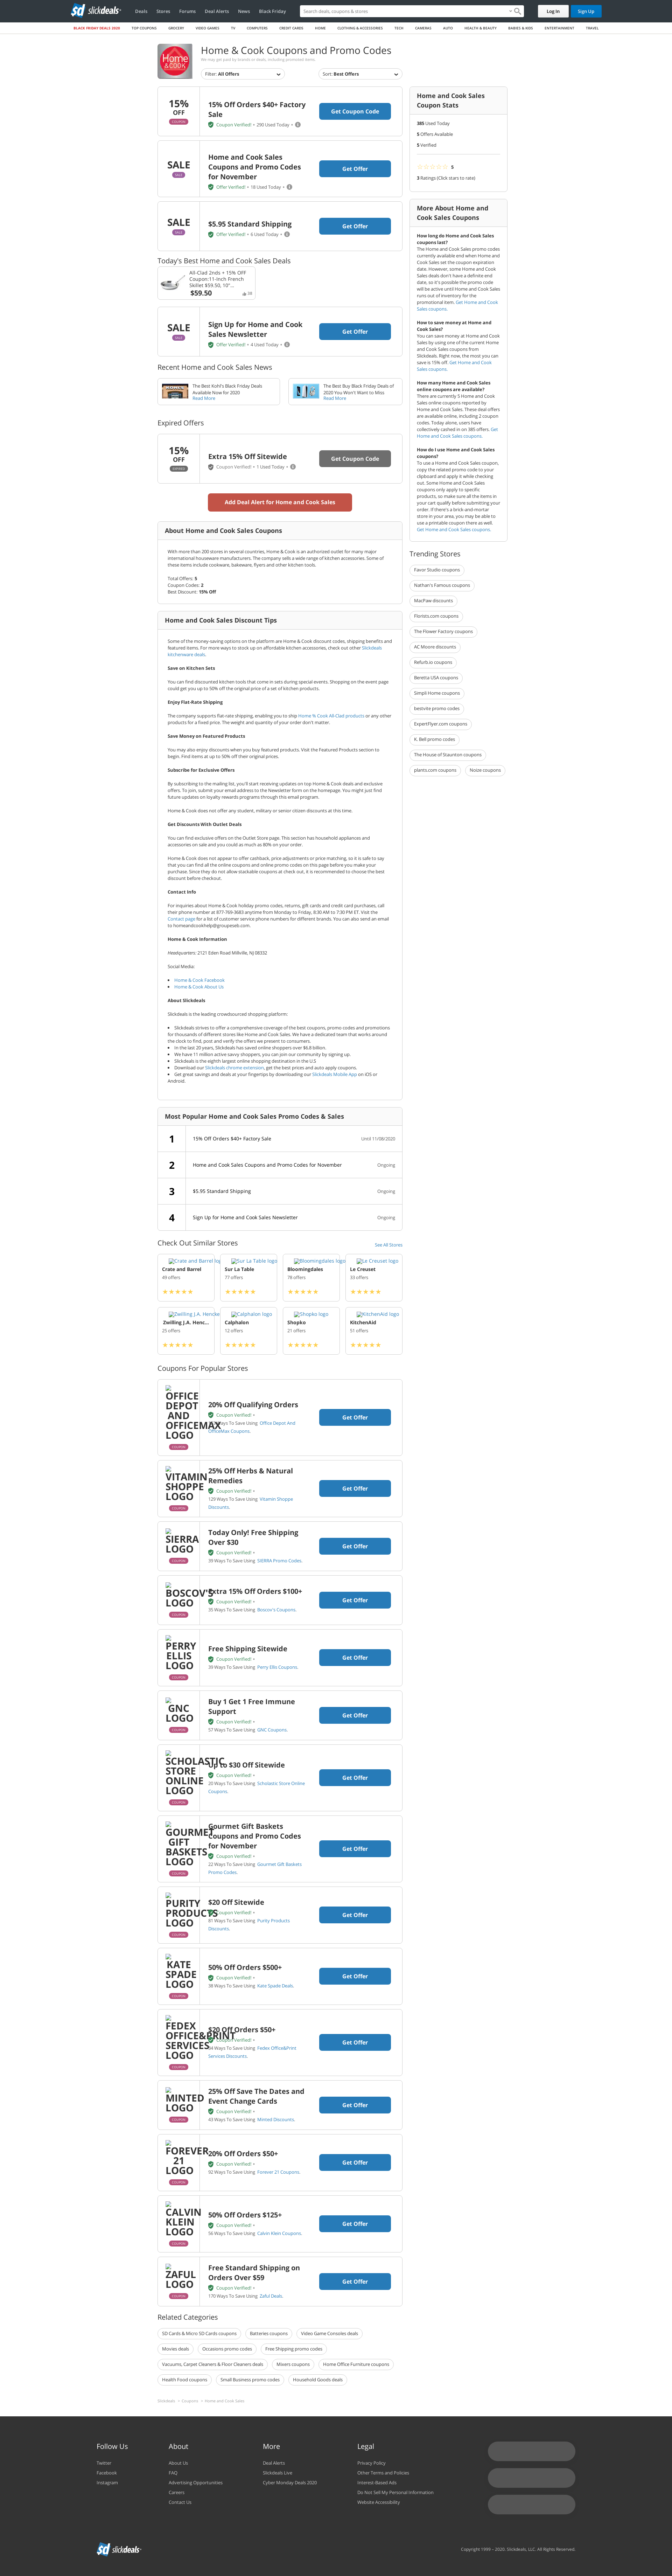 slickdeals
Deals
Stores
Forums
Deal Alerts
News
Black Friday
Search deals, coupons & stores
Log In
Sign Up
BLACK FRIDAY DEALS 2020
TOP COUPONS
GROCERY
VIDEO GAMES
TV
COMPUTERS
CREDIT CARDS
HOME
CLOTHING & ACCESSORIES
TECH
CAMERAS
AUTO
HEALTH & BEAUTY
BABIES & KIDS
ENTERTAINMENT
TRAVEL
Home & Cook
Home & Cook Coupons and Promo Codes
We may get paid by brands or deals, including promoted items.
Filter: All Offers
Sort: Best Offers
15%
OFF
COUPON
15% Off Orders $40+ Factory
Sale
Coupon Verified! • 290 Used Today •
Get Coupon Code
SALE
SALE
Home and Cook Sales
Coupons and Promo Codes
for November
Offer Verified! • 18 Used Today •
Get Offer
SALE
SALE
$5.95 Standard Shipping
Offer Verified! • 6 Used Today •
Get Offer
Today's Best Home and Cook Sales Deals
All-Clad 2nds + 15% OFF
Coupon:11-Inch French
Skillet $59.50, 10"...
$59.50
SALE
SALE
Sign Up for Home and Cook
Sales Newsletter
Offer Verified! • 4 Used Today •
Get Offer
Recent Home and Cook Sales News
The Best Kohl's Black Friday Deals
Available Now for 2020
Read More
The Best Buy Black Friday Deals of
2020 You Won't Want to Miss
Read More
Expired Offers
15%
OFF
EXPIRED
Extra 15% Off Sitewide
Coupon Verified! • 1 Used Today •
Get Coupon Code
Add Deal Alert for Home and Cook Sales
About Home and Cook Sales Coupons
With more than 200 stores in several countries, Home & Cook is an authorized outlet for many major
international houseware manufacturers. The company sells a wide range of kitchen accessories. Some of
these items include cookware, bakeware, flyers and other kitchen tools.
Total Offers: 5
Coupon Codes: 2
Best Discount: 15% Off
Home and Cook Sales Discount Tips
Some of the money-saving options on the platform are Home & Cook discount codes, shipping benefits and
featured items. For more ways to stock up on affordable kitchen accessories, check out other Slickdeals
kitchenware deals.
Save on Kitchen Sets
You can find discounted kitchen-tools that come in sets during special events. Shopping on the event page
could get you up to 50% off the original price of a set of kitchen products.
Enjoy Flat-Rate Shipping
The company supports flat-rate shipping, enabling you to ship Home % Cook All-Clad products or any other
products for a fixed price. The weight and quantity of your order don't matter.
Save Money on Featured Products
You may also enjoy discounts when you buy featured products. Visit the Featured Products section to
begin. Find items at up to 50% off their original prices.
Subscribe for Exclusive Offers
By subscribing to the mailing list, you'll start receiving updates on top Home & Cook deals and exclusive
offers. To join, submit your email address to the Newsletter form on the homepage. You might also find
future updates on loyalty rewards programs through this email program.
Home & Cook does not offer any student, military or senior citizen discounts at this time.
Get Discounts With Outlet Deals
You can find exclusive offers on the Outlet Store page. This section has household appliances and
accessories on sale and you could save as much as 80% on your order.
Home & Cook does not appear to offer cashback, price adjustments or price matching. It is safe to say
that you can find all of the active coupons and online promo codes on this page before you make your
purchase. Since they do not allow stackable coupons at check out, it is recommended to choose the best
discount available.
Contact Info
For inquiries about Home & Cook holiday promo codes, returns, gift cards and credit card purchases, call
the phone number at 877-769-3683 anytime from Monday to Friday, 8:30 AM to 7:30 PM ET. Visit the
Contact page for a list of customer service phone numbers for different brands. You can also send email
to homeandcookhelp@groupeseb.com.
Home & Cook Information
Headquarters: 2121 Eden Road Millville, NJ 08332
Social Media:
• Home & Cook Facebook
• Home & Cook About Us
About Slickdeals
Slickdeals is the leading crowdsourced shopping platform:
• Slickdeals strives to offer a comprehensive coverage of the best coupons, promo codes and promotions
for thousands of different stores like Home and Cook Sales. We have a dedicated team that works around
the clock to find, post and verify the offers we present to consumers.
• In the last 20 years, Slickdeals has saved online shoppers over $6.8 billion.
• We have 11 million active savvy shoppers, you can join our community by signing up.
• Slickdeals is the eighth largest online shopping destination in the U.S
• Download our Slickdeals chrome extension, get the best prices and auto apply coupons.
• Get great savings and deals at your fingertips by downloading our Slickdeals Mobile App on iOS or
Android.
Most Popular Home and Cook Sales Promo Codes & Sales
1
15% Off Orders $40+ Factory Sale
Until 11/08/2020
2
Home and Cook Sales Coupons and Promo Codes for November
Ongoing
3
$5.95 Standard Shipping
Ongoing
4
Sign Up for Home and Cook Sales Newsletter
Ongoing
Check Out Similar Stores
See All Stores
Crate and Barrel log
Crate and Barrel
49 offers
Sur La Table logo
Sur La Table
77 offers
Bloomingdales logo
Bloomingdales
78 offers
Le Creuset logo
Le Creuset
33 offers
Zwilling J.A. Hencke
Zwilling J.A. Henc...
25 offers
Calphalon logo
Calphalon
12 offers
Shopko logo
Shopko
21 offers
KitchenAid logo
KitchenAid
51 offers
Coupons For Popular Stores
OFFICE DEPOT AND OFFICEMAX LOGO
COUPON
20% Off Qualifying Orders
Coupon Verified! •
Ways To Save Using Office Depot And
OfficeMax Coupons.
Get Offer
VITAMIN SHOPPE LOGO
COUPON
25% Off Herbs & Natural
Remedies
Coupon Verified! •
129 Ways To Save Using Vitamin Shoppe
Discounts.
Get Offer
SIERRA LOGO
COUPON
Today Only! Free Shipping
Over $30
Coupon Verified! •
39 Ways To Save Using SIERRA Promo Codes.
Get Offer
BOSCOV'S LOGO
COUPON
Extra 15% Off Orders $100+
Coupon Verified! •
35 Ways To Save Using Boscov's Coupons.
Get Offer
PERRY ELLIS LOGO
COUPON
Free Shipping Sitewide
Coupon Verified! •
39 Ways To Save Using Perry Ellis Coupons.
Get Offer
GNC LOGO
COUPON
Buy 1 Get 1 Free Immune
Support
Coupon Verified! •
57 Ways To Save Using GNC Coupons.
Get Offer
SCHOLASTIC STORE ONLINE LOGO
COUPON
Up to $30 Off Sitewide
Coupon Verified! •
20 Ways To Save Using Scholastic Store Online
Coupons.
Get Offer
GOURMET GIFT BASKETS LOGO
COUPON
Gourmet Gift Baskets
Coupons and Promo Codes
for November
Coupon Verified! •
22 Ways To Save Using Gourmet Gift Baskets
Promo Codes.
Get Offer
PURITY PRODUCTS LOGO
COUPON
$20 Off Sitewide
Coupon Verified! •
81 Ways To Save Using Purity Products
Discounts.
Get Offer
KATE SPADE LOGO
COUPON
50% Off Orders $500+
Coupon Verified! •
38 Ways To Save Using Kate Spade Deals.
Get Offer
FEDEX OFFICE&PRINT SERVICES LOGO
COUPON
$20 Off Orders $50+
Coupon Verified! •
34 Ways To Save Using Fedex Office&Print
Services Discounts.
Get Offer
MINTED LOGO
COUPON
25% Off Save The Dates and
Event Change Cards
Coupon Verified! •
43 Ways To Save Using Minted Discounts.
Get Offer
FOREVER 21 LOGO
COUPON
20% Off Orders $50+
Coupon Verified! •
92 Ways To Save Using Forever 21 Coupons.
Get Offer
CALVIN KLEIN LOGO
COUPON
50% Off Orders $125+
Coupon Verified! •
56 Ways To Save Using Calvin Klein Coupons.
Get Offer
ZAFUL LOGO
COUPON
Free Standard Shipping on
Orders Over $59
Coupon Verified! •
170 Ways To Save Using Zaful Deals.
Get Offer
Related Categories
SD Cards & Micro SD Cards coupons
Batteries coupons
Video Game Consoles deals
Movies deals
Occasions promo codes
Free Shipping promo codes
Vacuums, Carpet Cleaners & Floor Cleaners deals
Mixers coupons
Home Office Furniture coupons
Health Food coupons
Small Business promo codes
Household Goods deals
Slickdeals > Coupons > Home and Cook Sales
Home and Cook Sales
Coupon Stats
385 Used Today
5 Offers Available
5 Verified
5
3 Ratings (Click stars to rate)
More About Home and
Cook Sales Coupons
How long do Home and Cook Sales
coupons last?
The Home and Cook Sales promo codes
currently available end when Home and
Cook Sales set the coupon expiration
date. However, some Home and Cook
Sales deals don't have a definite end
date, so it's possible the promo code
will be active until Home and Cook Sales
runs out of inventory for the
promotional item. Get Home and Cook
Sales coupons.
How to save money at Home and
Cook Sales?
You can save money at Home and Cook
Sales by using one of the current Home
and Cook Sales coupons from
Slickdeals. Right now, the most you can
save is 15% off. Get Home and Cook
Sales coupons.
How many Home and Cook Sales
online coupons are available?
There are currently 5 Home and Cook
Sales online coupons reported by
Home and Cook Sales. These deal offers
are available online, including 2 coupon
codes. Today alone, users have
collectively cashed in on 385 offers. Get
Home and Cook Sales coupons.
How do I use Home and Cook Sales
coupons?
To use a Home and Cook Sales coupon,
copy the related promo code to your
clipboard and apply it while checking
out. Some Home and Cook Sales
coupons only apply to specific
products, so make sure all the items in
your cart qualify before submitting your
order. If there's a brick-and-mortar
store in your area, you may be able to
use a printable coupon there as well.
Get Home and Cook Sales coupons.
Trending Stores
Favor Studio coupons
Nathan's Famous coupons
MacPaw discounts
Florists.com coupons
The Flower Factory coupons
AC Moore discounts
Refurb.io coupons
Beretta USA coupons
Simpli Home coupons
bestvibe promo codes
ExpertFlyer.com coupons
K. Bell promo codes
The House of Staunton coupons
plants.com coupons
Noize coupons
Follow Us
Twitter
Facebook
Instagram
About
About Us
FAQ
Advertising Opportunities
Careers
Contact Us
More
Deal Alerts
Slickdeals Live
Cyber Monday Deals 2020
Legal
Privacy Policy
Other Terms and Policies
Interest-Based Ads
Do Not Sell My Personal Information
Website Accessibility
slickdeals
Copyright 1999 - 2020. Slickdeals, LLC. All Rights Reserved.